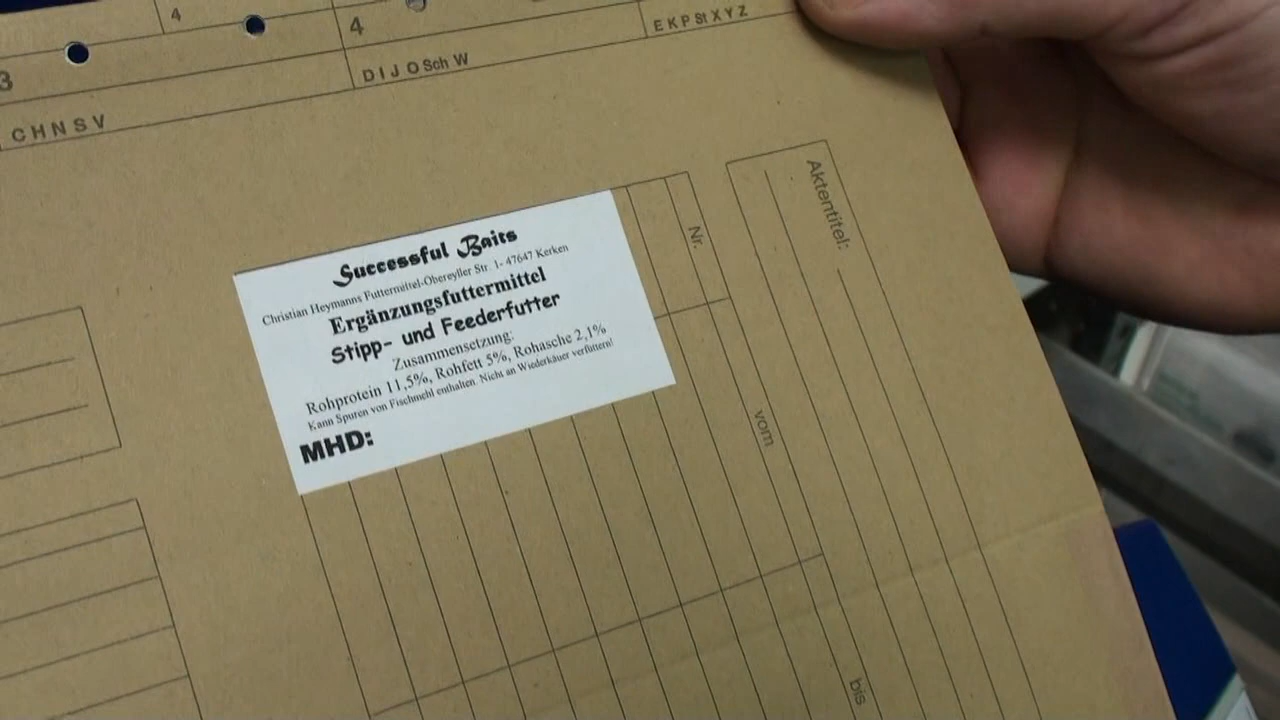 4
3
4
C H N S V
D I J O Sch W
E K P St X Y Z
Aktentitel:
Nr.
vom
bis
Successful Baits
Christian Heymanns Futtermittel-Obereyller Str. 1- 47647 Kerken
Ergänzungsfuttermittel
Stipp- und Feederfutter
Zusammensetzung:
Rohprotein 11,5%, Rohfett 5%, Rohasche 2,1%
Kann Spuren von Fischmehl enthalten. Nicht an Wiederkäuer verfüttern!
MHD: